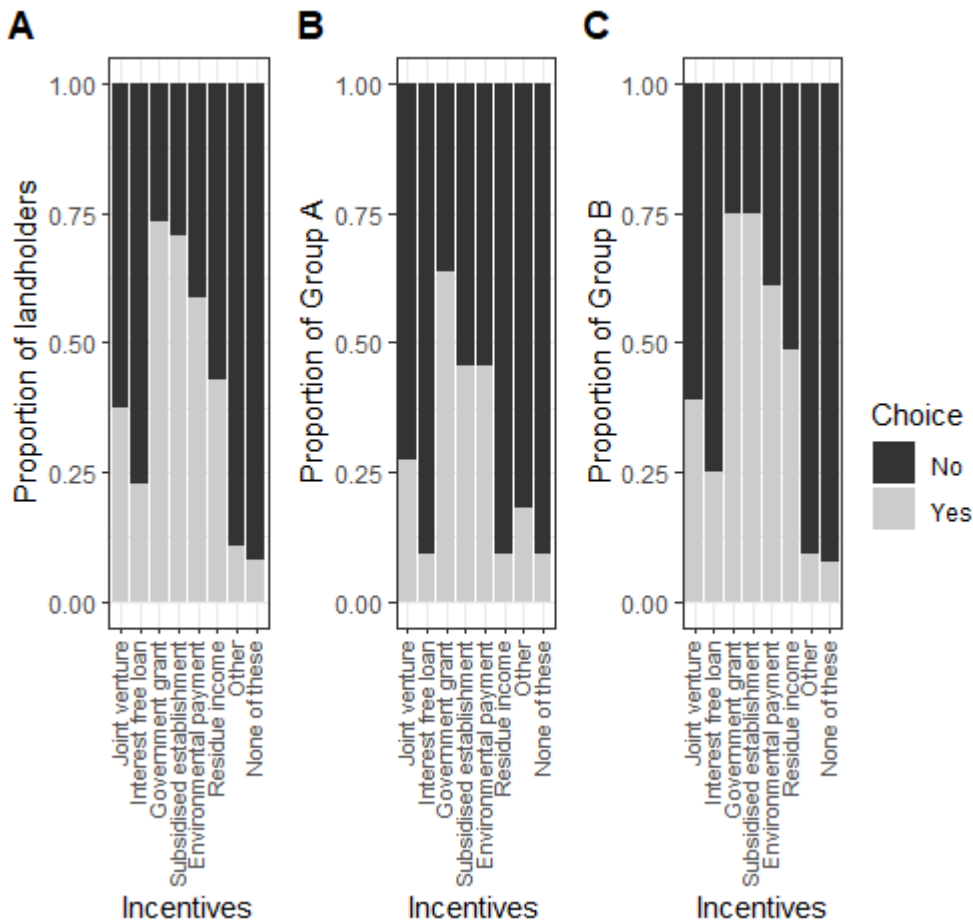 A
B
C
Proportion of landholders
1.00
0.75
0.50
0.25
0.00
Joint venture
Interest free loan
Government grant
Subsidised establishment
Environmental payment
Residue income
Other
None of these
Incentives
Proportion of Group A
1.00
0.75
0.50
0.25
0.00
Joint venture
Interest free loan
Government grant
Subsidised establishment
Environmental payment
Residue income
Other
None of these
Incentives
Proportion of Group B
1.00
0.75
0.50
0.25
0.00
Joint venture
Interest free loan
Government grant
Subsidised establishment
Environmental payment
Residue income
Other
None of these
Incentives
Choice
No
Yes